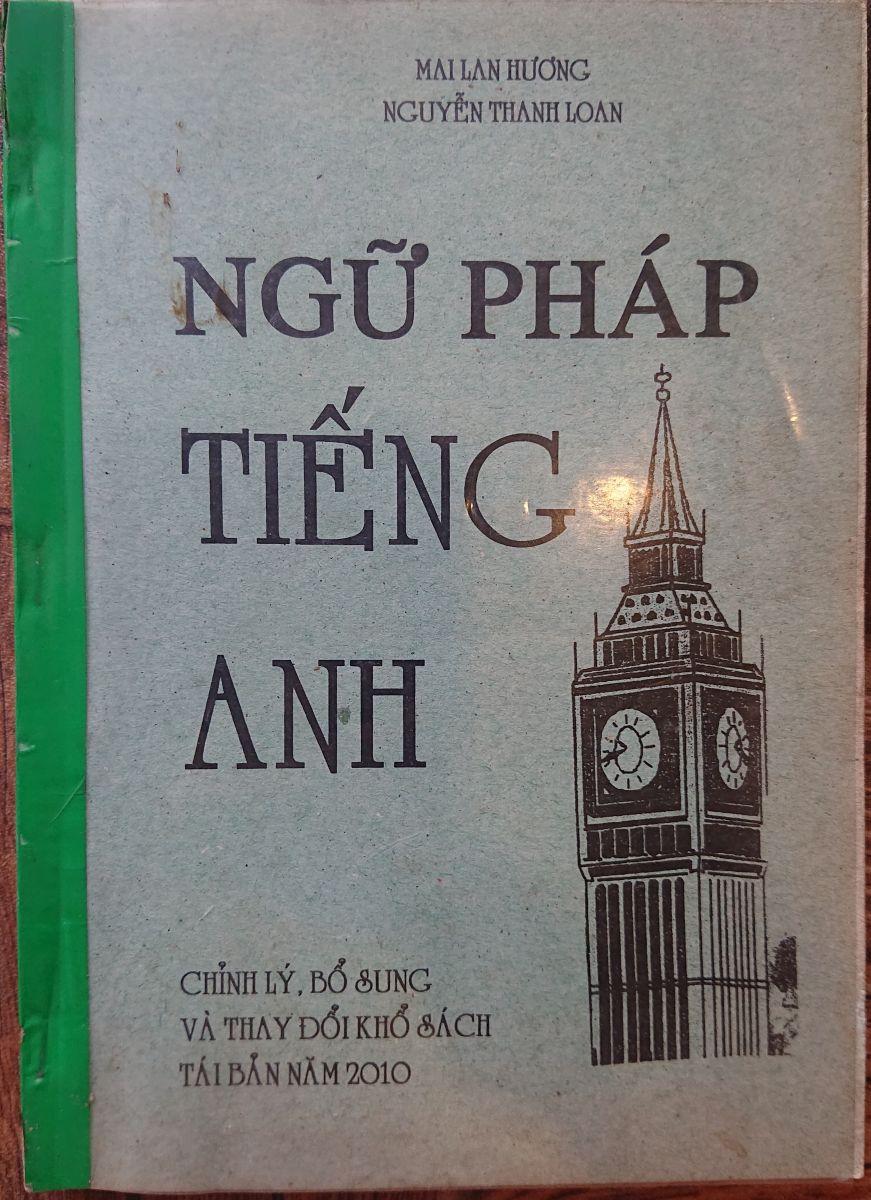 MAI LAN HƯƠNG
NGUYỄN THANH LOAN
NGỮ PHÁP
TIẾNG
ANH
CHỈNH LÝ, BỔ SUNG
VÀ THAY ĐỔI KHỔ SÁCH
TÁI BẢN NĂM 2010